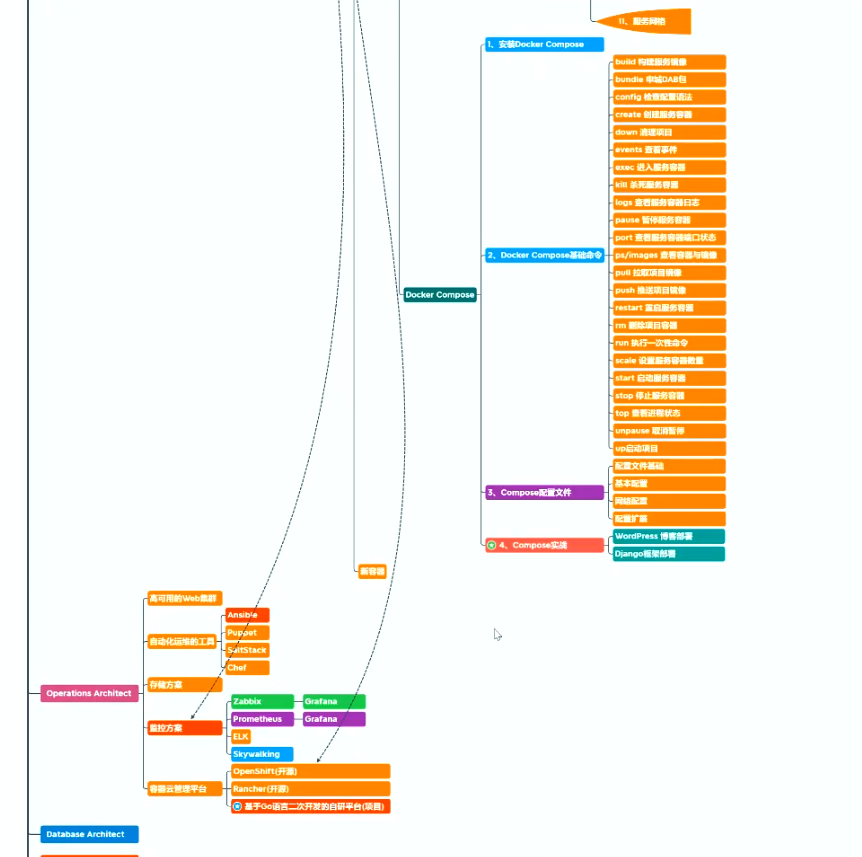 11、服务网络
1、安装Docker Compose
build 构建服务镜像
bundle 申城DAB包
config 检查配置语法
create 创建服务容器
down 清理项目
events 查看事件
exec 进入服务容器
kill 杀死服务容器
logs 查看服务容器日志
pause 暂停服务容器
port 查看服务容器端口状态
2、Docker Compose基础命令
ps/images 查看容器与镜像
pull 拉取项目镜像
push 推送项目镜像
Docker Compose
restart 重启服务容器
rm 删除项目容器
run 执行一次性命令
scale 设置服务容器数量
start 启动服务容器
stop 停止服务容器
top 查看进程状态
unpause 取消暂停
up启动项目
3、Compose配置文件
配置文件基础
基本配置
网络配置
配置扩展
4、Compose实战
WordPress 博客部署
Django框架部署
新容器
Operations Architect
高可用的Web集群
自动化运维的工具
Ansible
Puppet
SaltStack
Chef
存储方案
监控方案
Zabbix
Grafana
Prometheus
Grafana
ELK
Skywalking
容器云管理平台
OpenShift(开源)
Rancher(开源)
基于Go语言二次开发的自研平台(项目)
Database Architect